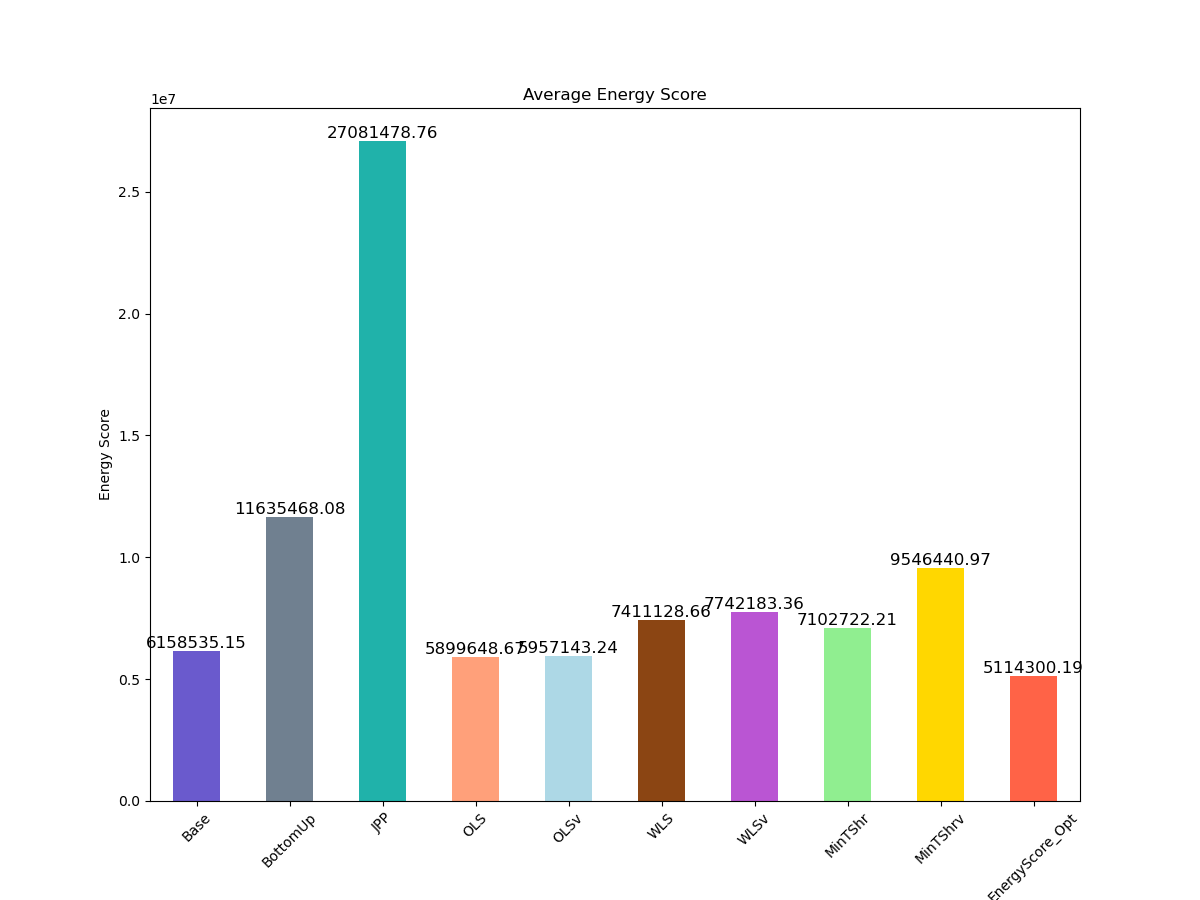 Average Energy Score
1e7
Energy Score
2.5
2.0
1.5
1.0
0.5
0.0
6158535.15
11635468.08
27081478.76
5899648.67
5957143.24
7411128.66
7742183.36
7102722.21
9546440.97
5114300.19
Base
BottomUp
JPP
OLS
OLSv
WLS
WLSv
MinTShr
MinTShrv
EnergyScore_Opt